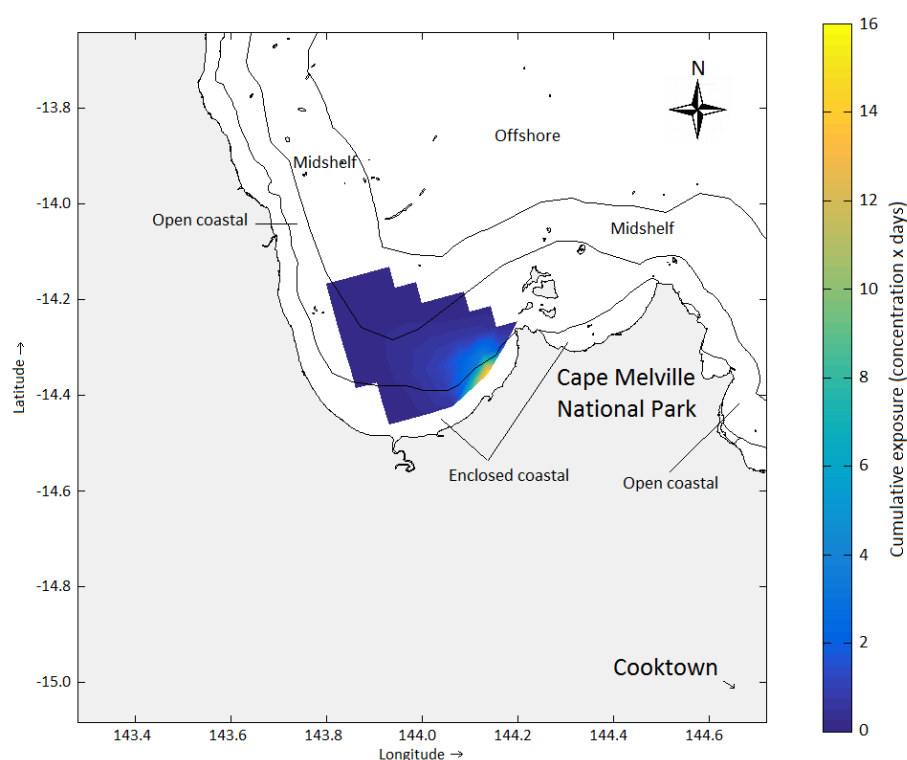 16
N
14
-13.8
Offshore
Midshelf
12
-14.0
Open coastal
Midshelf
10
-14.2
8
Latitude →
Cape Melville
National Park
-14.4
6
Enclosed coastal
Open coastal
-14.6
4
-14.8
2
Cooktown
-15.0
0
143.4 143.6 143.8 144.0 144.2 144.4 144.6
Longitude →
Cumulative exposure (concentration x days)